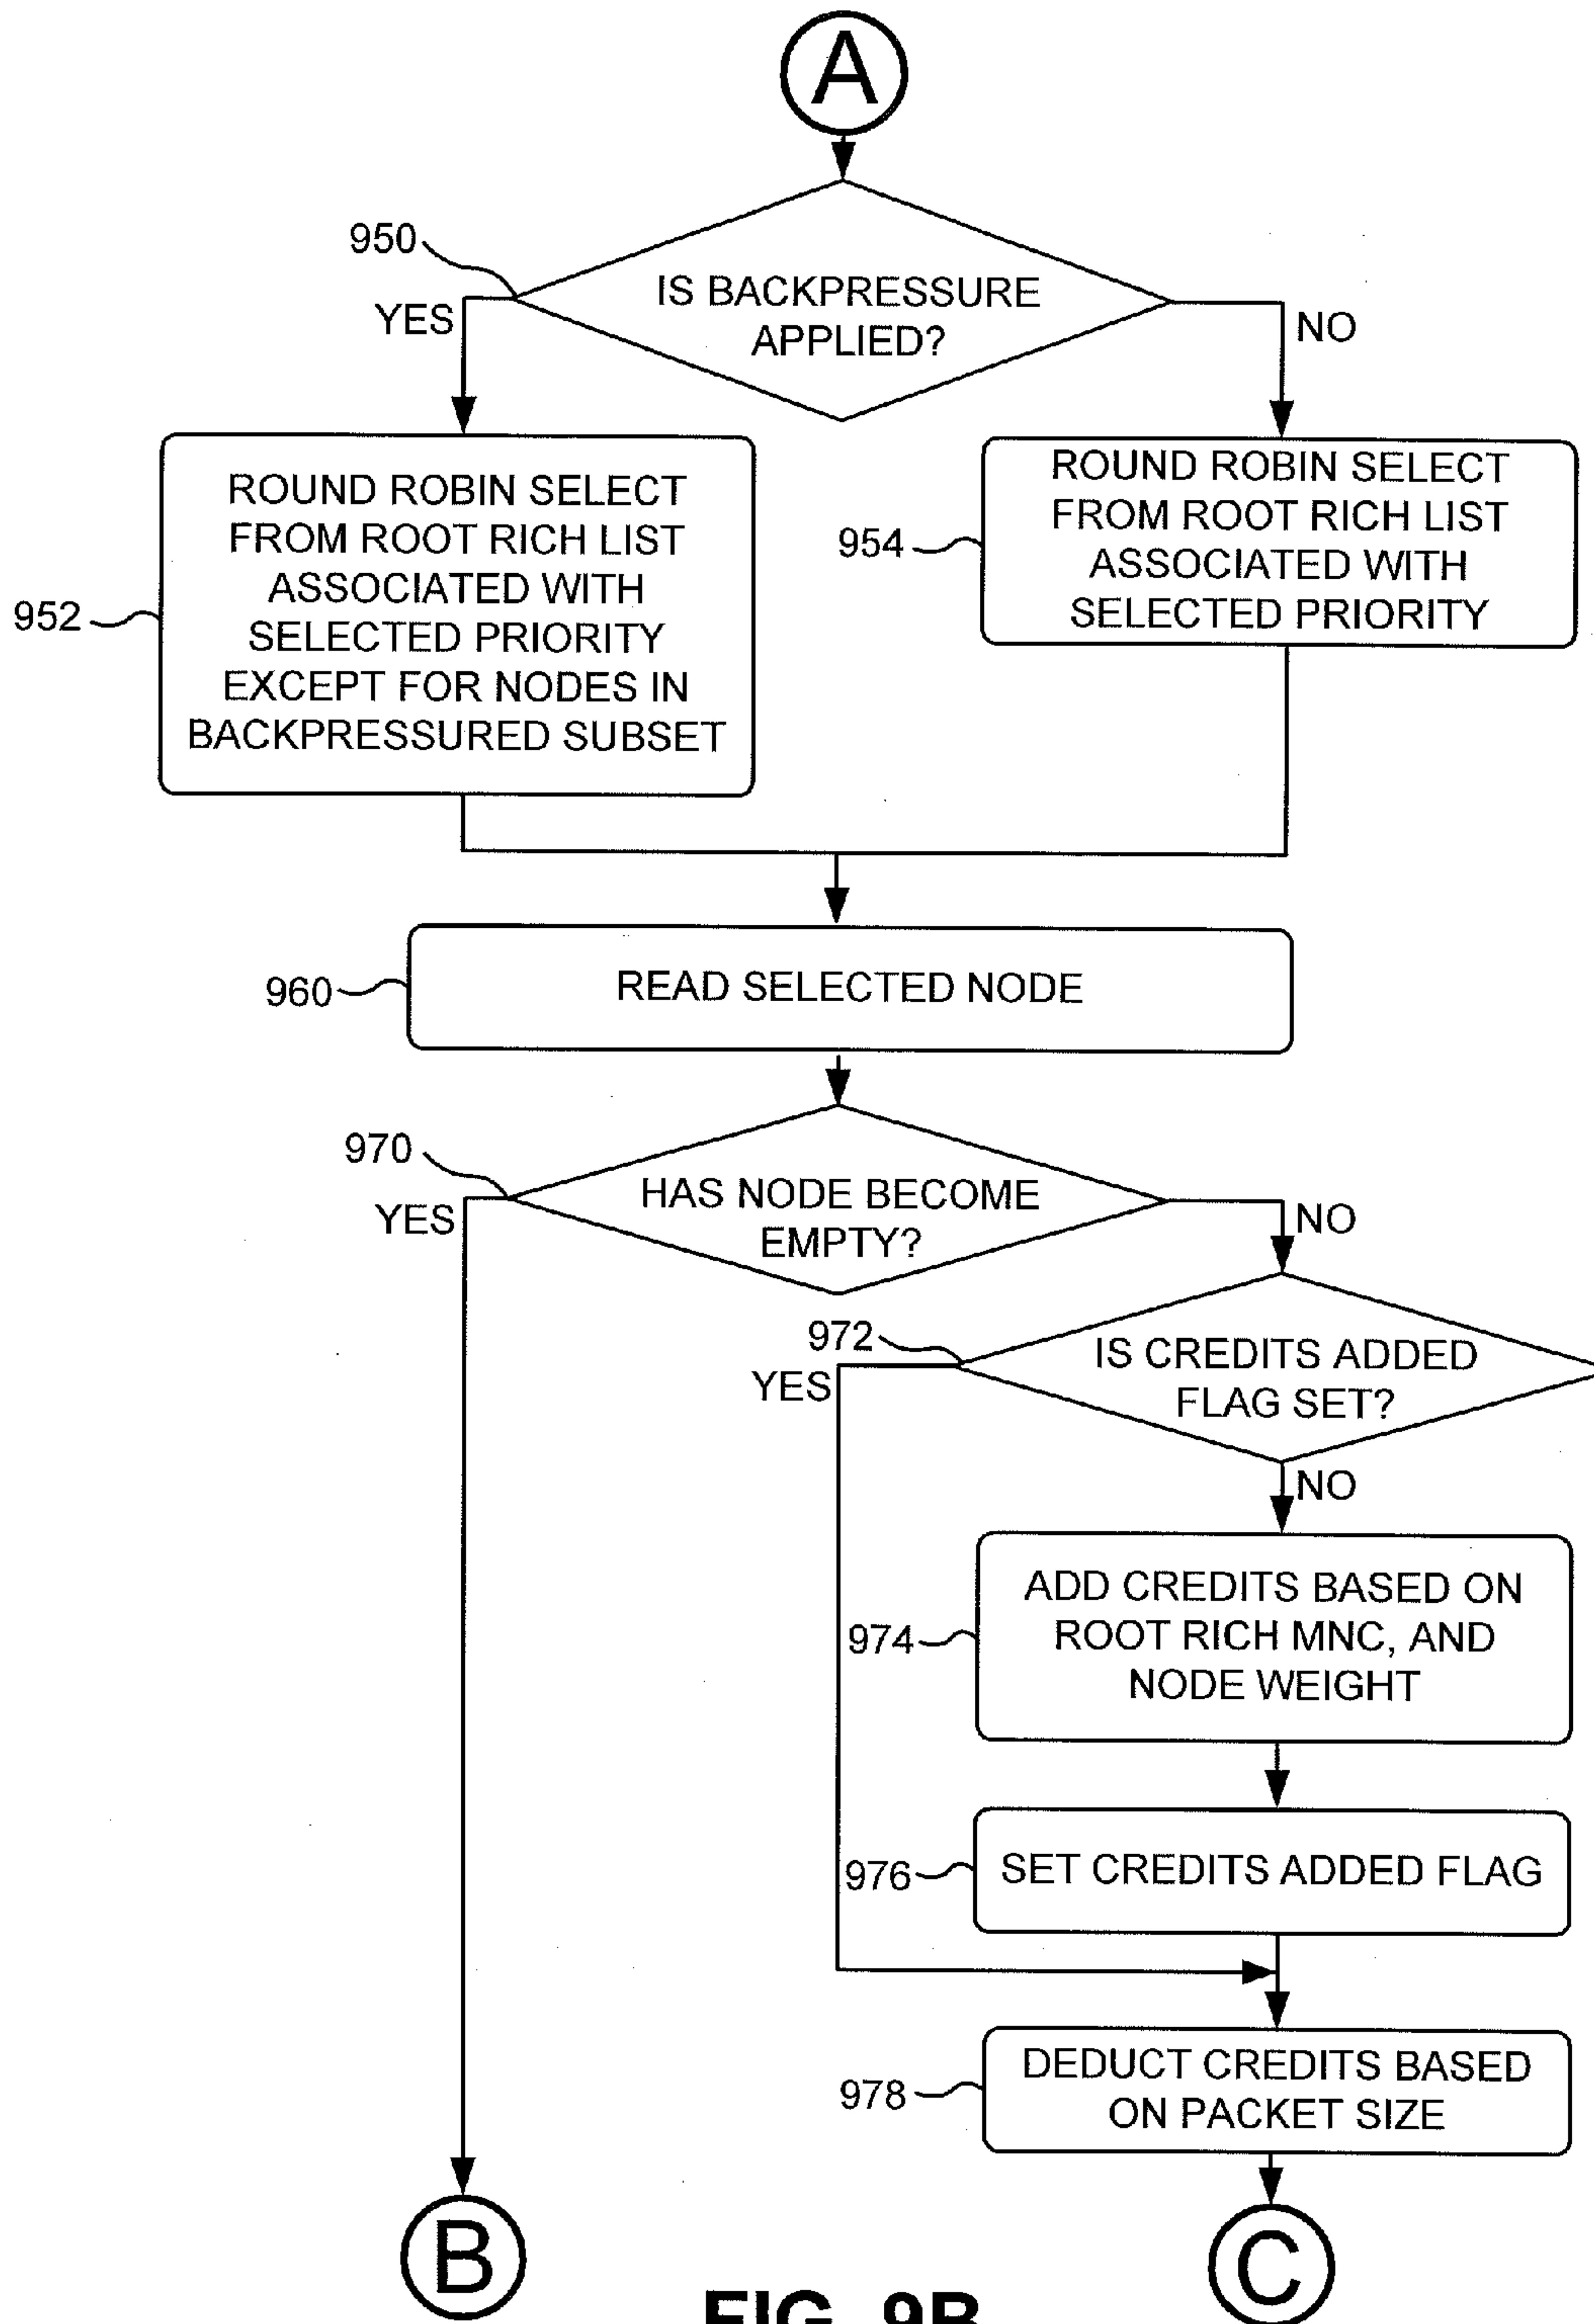 A
950
IS BACKPRESSURE
APPLIED?
YES
NO
ROUND ROBIN SELECT
FROM ROOT RICH LIST
ASSOCIATED WITH
SELECTED PRIORITY
EXCEPT FOR NODES IN
BACKPRESSURED SUBSET
952
ROUND ROBIN SELECT
FROM ROOT RICH LIST
ASSOCIATED WITH
SELECTED PRIORITY
954
960
READ SELECTED NODE
970
HAS NODE BECOME
EMPTY?
YES
NO
972
IS CREDITS ADDED
FLAG SET?
YES
NO
974
ADD CREDITS BASED ON
ROOT RICH MNC, AND
NODE WEIGHT
976
SET CREDITS ADDED FLAG
978
DEDUCT CREDITS BASED
ON PACKET SIZE
B
C
FIG. 9B